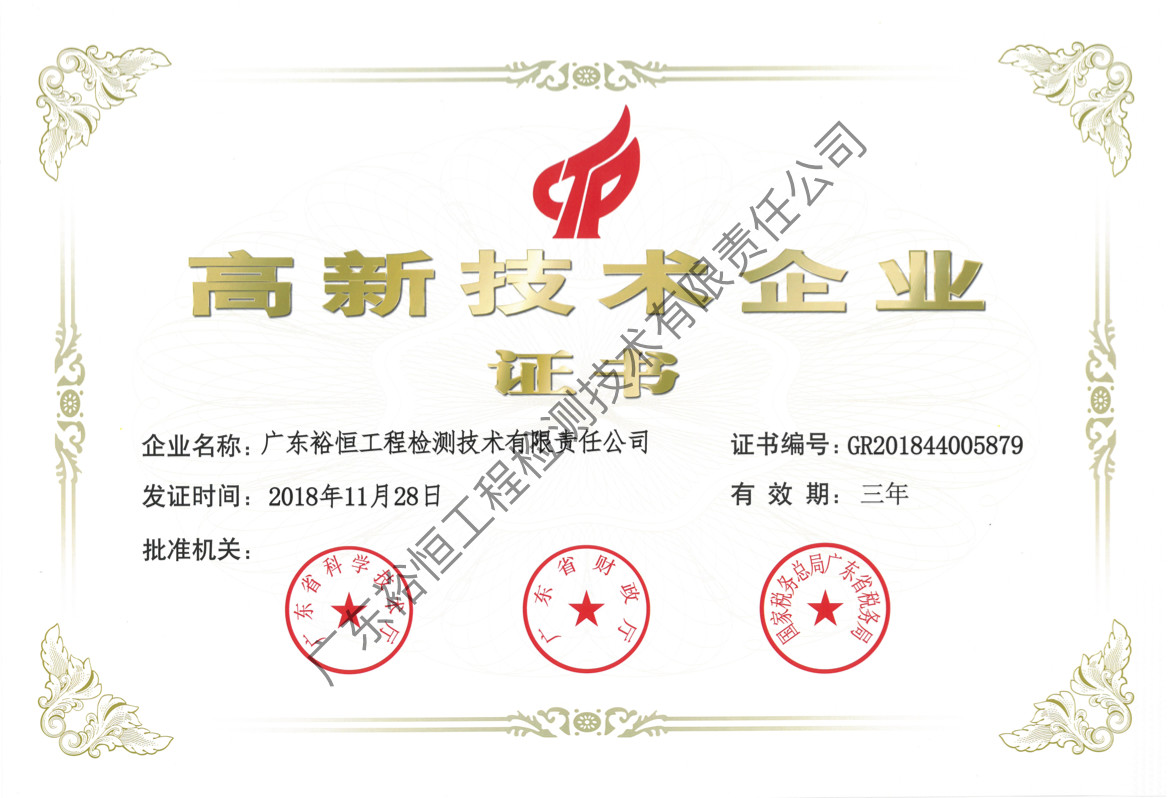 CTP
高新技术企业
证书
企业名称：广东裕恒工程检测技术有限责任公司
证书编号：GR201844005879
发证时间：2018年11月28日
有效期：三年
批准机关：
广东省科学技术厅
广东省财政厅
国家税务总局广东省税务局
广东裕恒工程检测技术有限责任公司